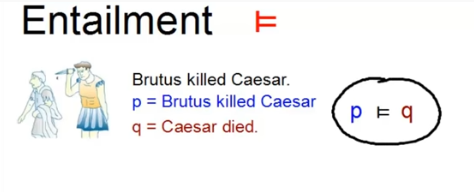 Entailment ⊨
Brutus killed Caesar.
p = Brutus killed Caesar
q = Caesar died.
p ⊨ q